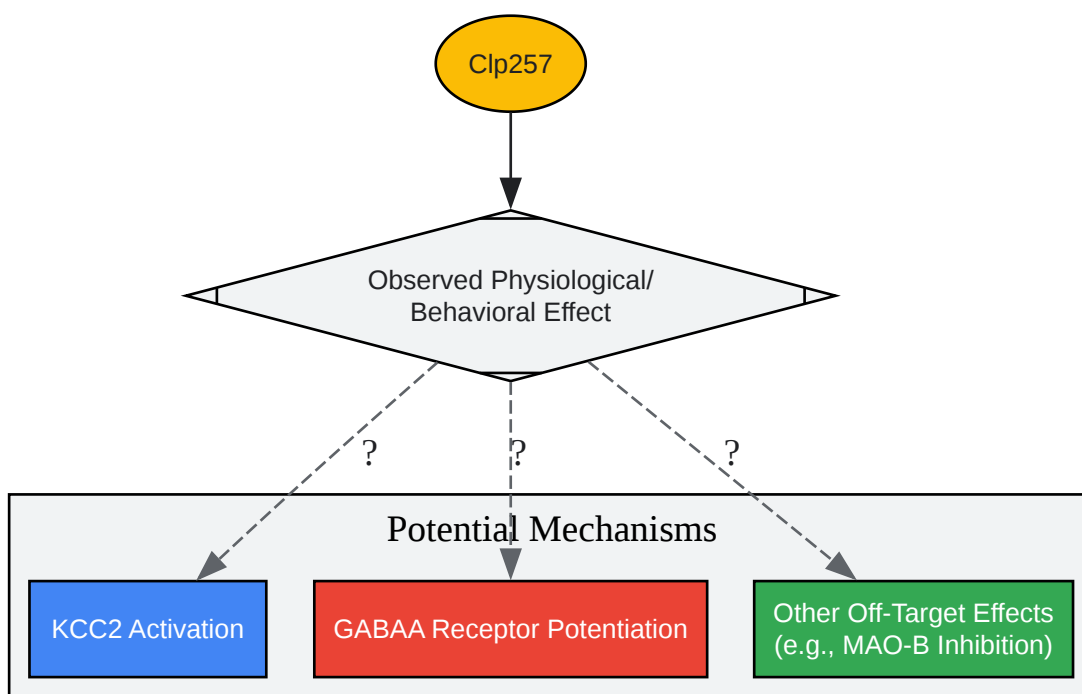 Clp257
Observed Physiological/
Behavioral Effect
? ? ?
Potential Mechanisms
KCC2 Activation
GABAA Receptor Potentiation
Other Off-Target Effects
(e.g., MAO-B Inhibition)